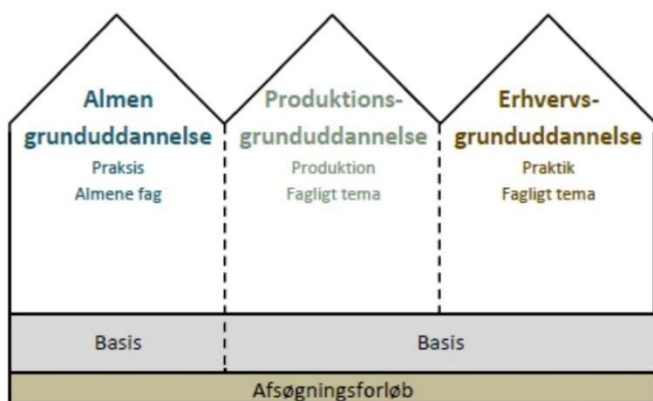 Almen
grunduddannelse
Praksis
Almene fag
Produktions-
grunduddannelse
Produktion
Fagligt tema
Erhvervs-
grunduddannelse
Praktik
Fagligt tema
Basis
Basis
Afsøgningsforløb